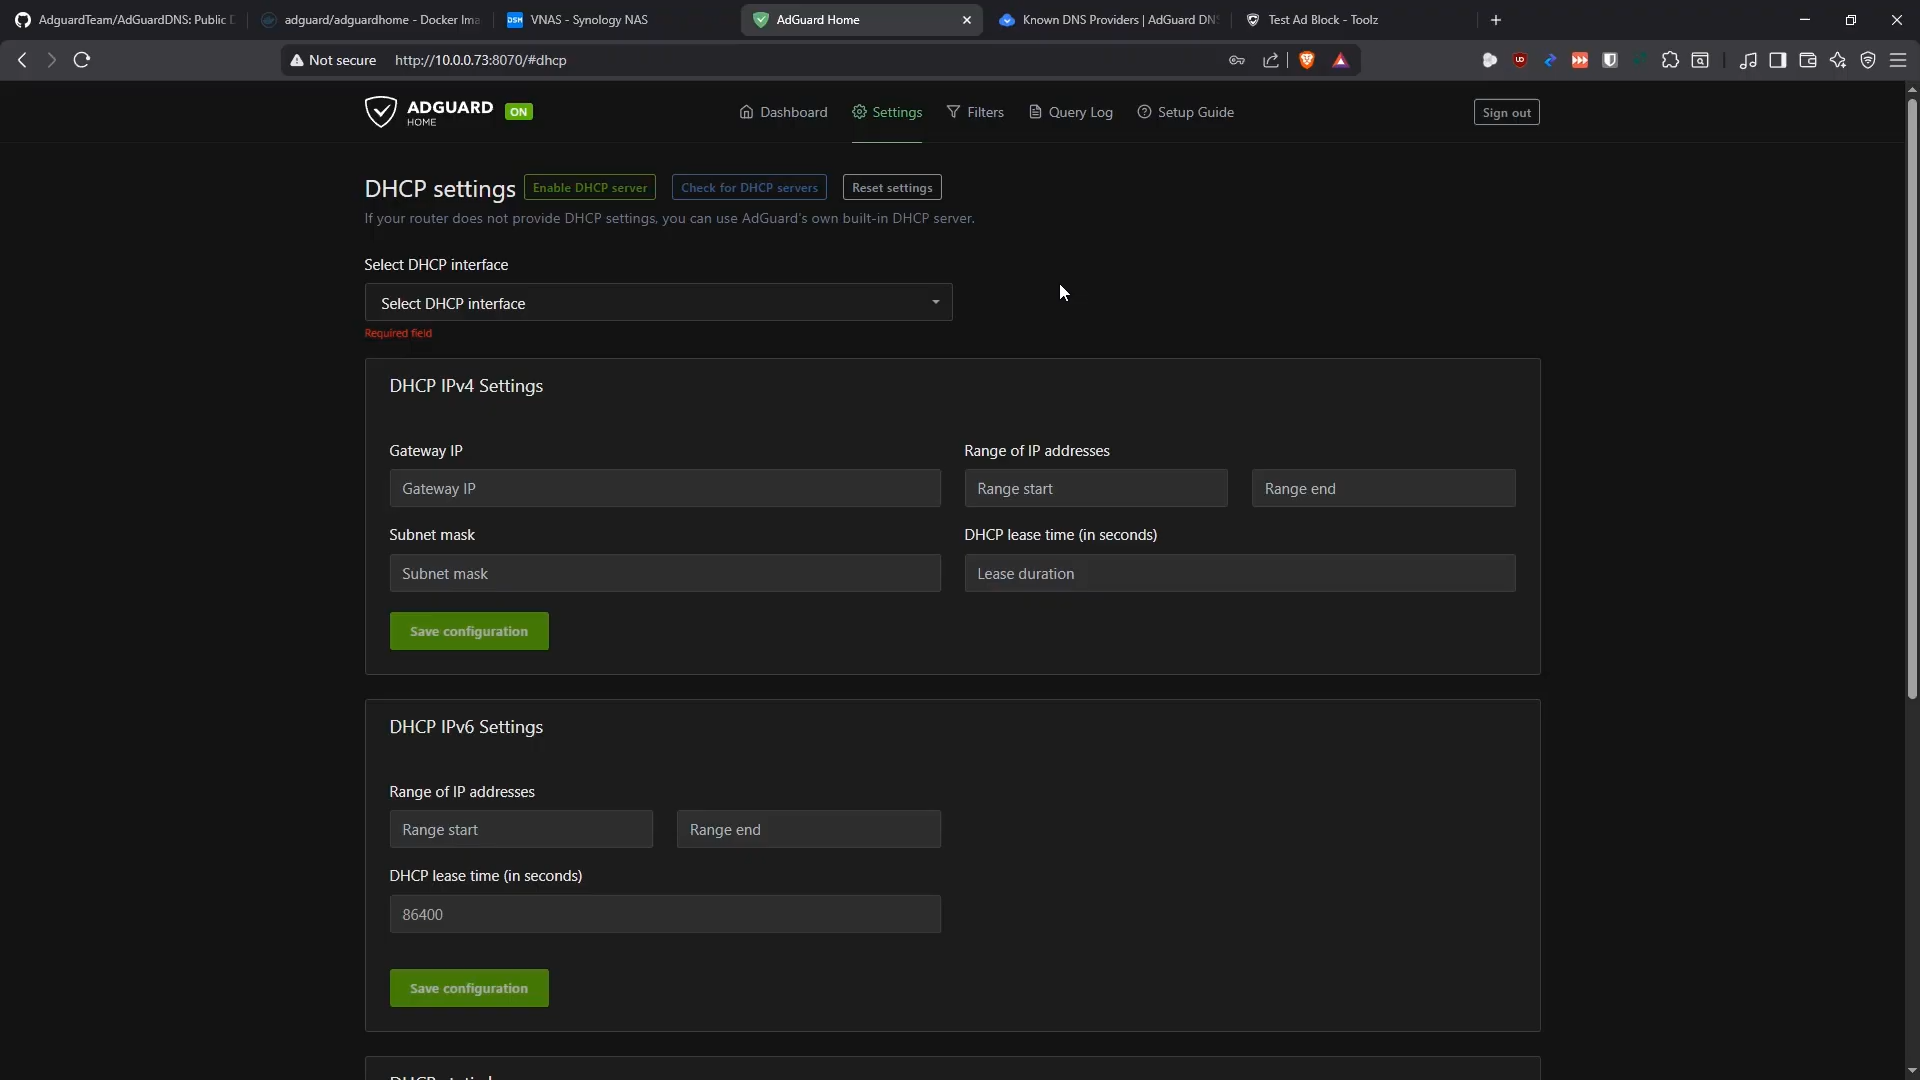 AdguardTeam/AdGuardDNS: Public D
adguard/adguardhome - Docker Ima
DSM
VNAS - Synology NAS
AdGuard Home
Known DNS Providers | AdGuard DNS
Test Ad Block - Toolz
Not secure
http://10.0.0.73:8070/#dhcp
ADGUARD
HOME
ON
Dashboard
Settings
Filters
Query Log
Setup Guide
Sign out
DHCP settings
Enable DHCP server
Check for DHCP servers
Reset settings
If your router does not provide DHCP settings, you can use AdGuard's own built-in DHCP server.
Select DHCP interface
Select DHCP interface
Required field
DHCP IPv4 Settings
Gateway IP
Range of IP addresses
Gateway IP
Range start
Range end
Subnet mask
DHCP lease time (in seconds)
Subnet mask
Lease duration
Save configuration
DHCP IPv6 Settings
Range of IP addresses
Range start
Range end
DHCP lease time (in seconds)
86400
Save configuration